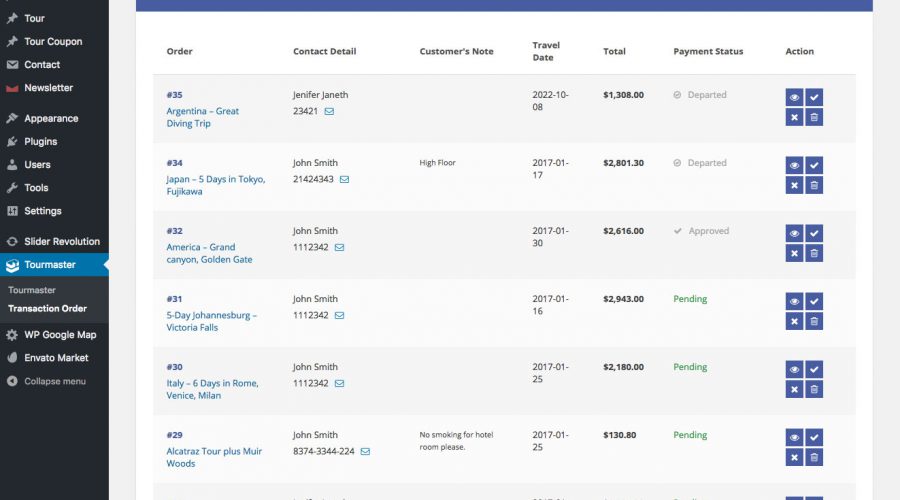 Tour
Tour Coupon
Contact
Newsletter
Appearance
Plugins
Users
Tools
Settings
Slider Revolution
Tourmaster
Tourmaster
Transaction Order
WP Google Map
Envato Market
Collapse menu
Order Contact Detail Customer's Note Travel Date Total Payment Status Action
#35
Argentina – Great
Diving Trip
Jenifer Janeth
23421
2022-10-
08
$1,308.00
Departed
#34
Japan – 5 Days in Tokyo,
Fujikawa
John Smith
21424343
High Floor
2017-01-
17
$2,801.30
Departed
#32
America – Grand
canyon, Golden Gate
John Smith
1112342
2017-01-
30
$2,616.00
Approved
#31
5-Day Johannesburg –
Victoria Falls
John Smith
1112342
2017-01-
16
$2,943.00
Pending
#30
Italy – 6 Days in Rome,
Venice, Milan
John Smith
1112342
2017-01-
25
$2,180.00
Pending
#29
Alcatraz Tour plus Muir
Woods
John Smith
8374-3344-224
No smoking for hotel
room please.
2017-01-
25
$130.80
Pending